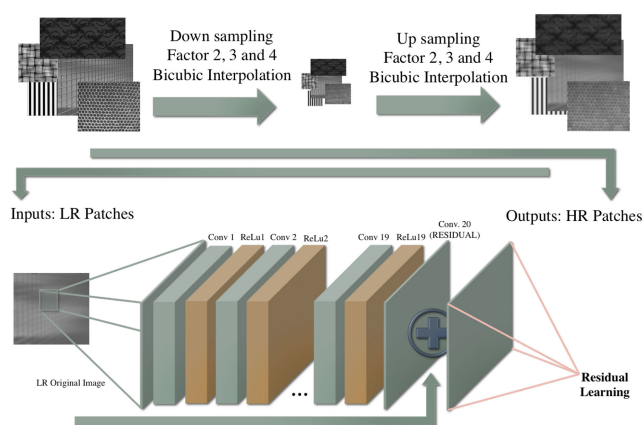 Down sampling
Factor 2, 3 and 4
Bicubic Interpolation
Up sampling
Factor 2, 3 and 4
Bicubic Interpolation
Inputs: LR Patches
Outputs: HR Patches
Conv 1
ReLu1
Conv 2
ReLu2
Conv 19
ReLu19
Conv. 20
(RESIDUAL)
LR Original Image
...
Residual
Learning